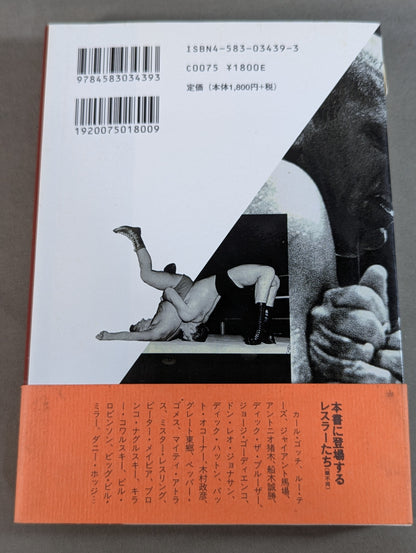 ISBN4-583-03439-3
C0075 ¥1800E
定価(本体1,800円+税)
9784583034393
1920075018009
本書に登場する
レスラーたち(順不同)
カール・ゴッチ、ルー・テ
ーズ、ジャイアント馬場、
アントニオ猪木、船木誠勝、
ディック・ザ・ブルーザー、
ジョージ・ゴーディエンコ、
ドン・レオ・ジョナサン、
ディック・ハットン、パッ
ト・オコーナー、木村政彦、
グレート東郷、ペッパー・
ゴメス、マイティ・アトラ
ス、ミスター・レスリング、
ピーター・メイビア、ブロ
ンコ・ナグルスキー、キラ
ー・コワルスキー、ビル・
ロビンソン、ビッグ・ビル・
ミラー、ダニー・ホッジ…